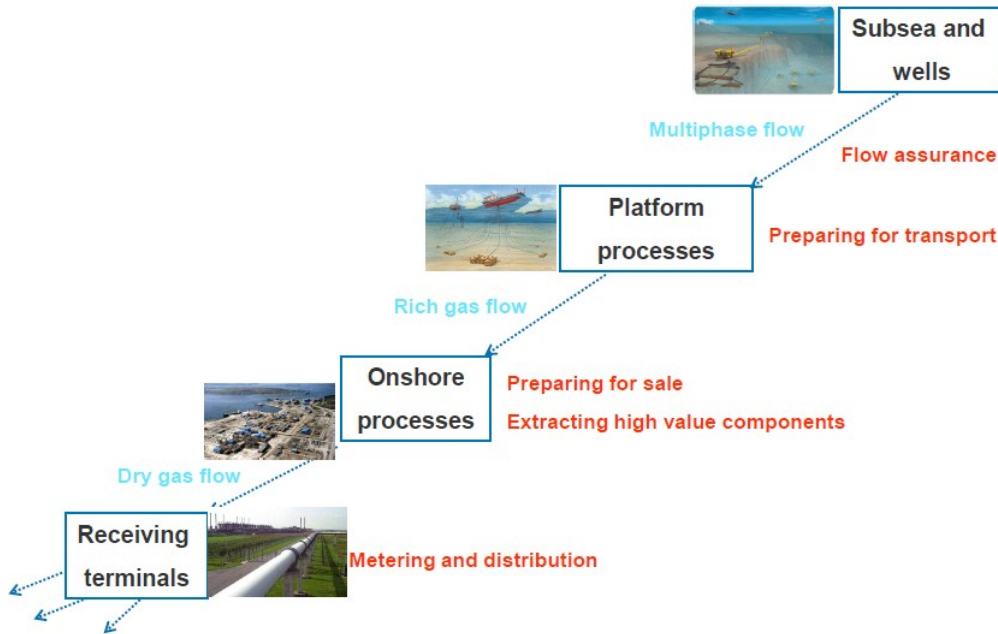 Subsea and
wells
Multiphase flow
Flow assurance
Platform
processes
Preparing for transport
Rich gas flow
Onshore
processes
Preparing for sale
Extracting high value components
Dry gas flow
Receiving
terminals
Metering and distribution